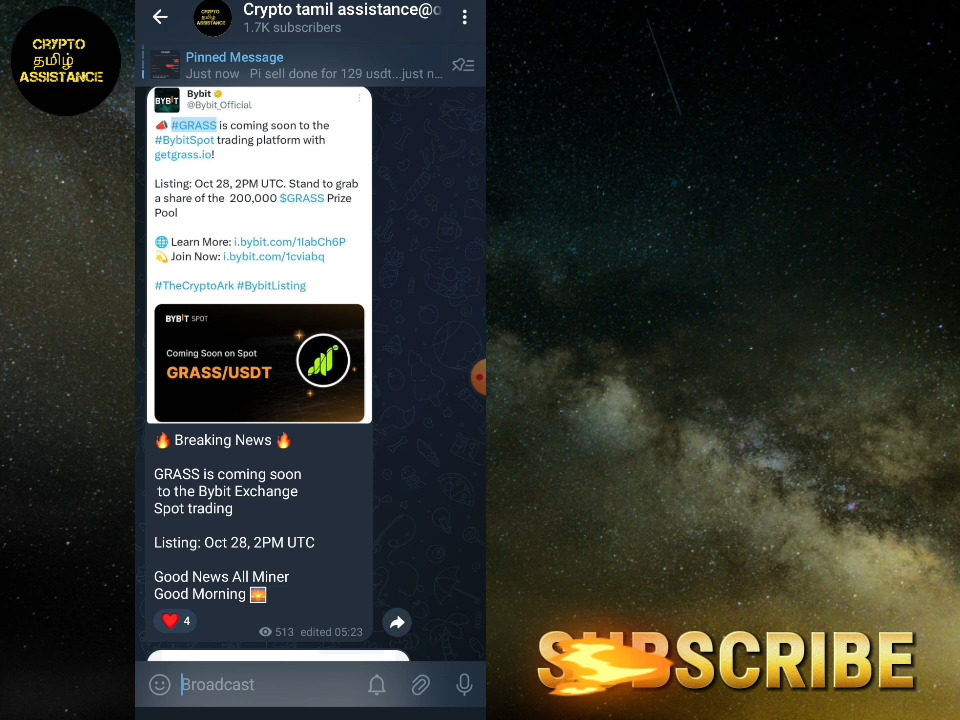 CRYPTO
தமிழ்
ASSISTANCE
CRYPTO
தமிழ்
ASSISTANCE
Crypto tamil assistance@
1.7K subscribers
Pinned Message
Just now Pi sell done for 129 usdt...just n...
BYBIT
Bybit
@Bybit_Official
📣 #GRASS is coming soon to the
#BybitSpot trading platform with
getgrass.io!
Listing: Oct 28, 2PM UTC. Stand to grab
a share of the 200,000 $GRASS Prize
Pool
🌐 Learn More: i.bybit.com/1IabCh6P
💫 Join Now: i.bybit.com/1cviabq
#TheCryptoArk #BybitListing
BYBIT SPOT
Coming Soon on Spot
GRASS/USDT
🔥 Breaking News 🔥
GRASS is coming soon
to the Bybit Exchange
Spot trading
Listing: Oct 28, 2PM UTC
Good News All Miner
Good Morning 🌅
❤️ 4
513 edited 05:23
Broadcast
SUBSCRIBE